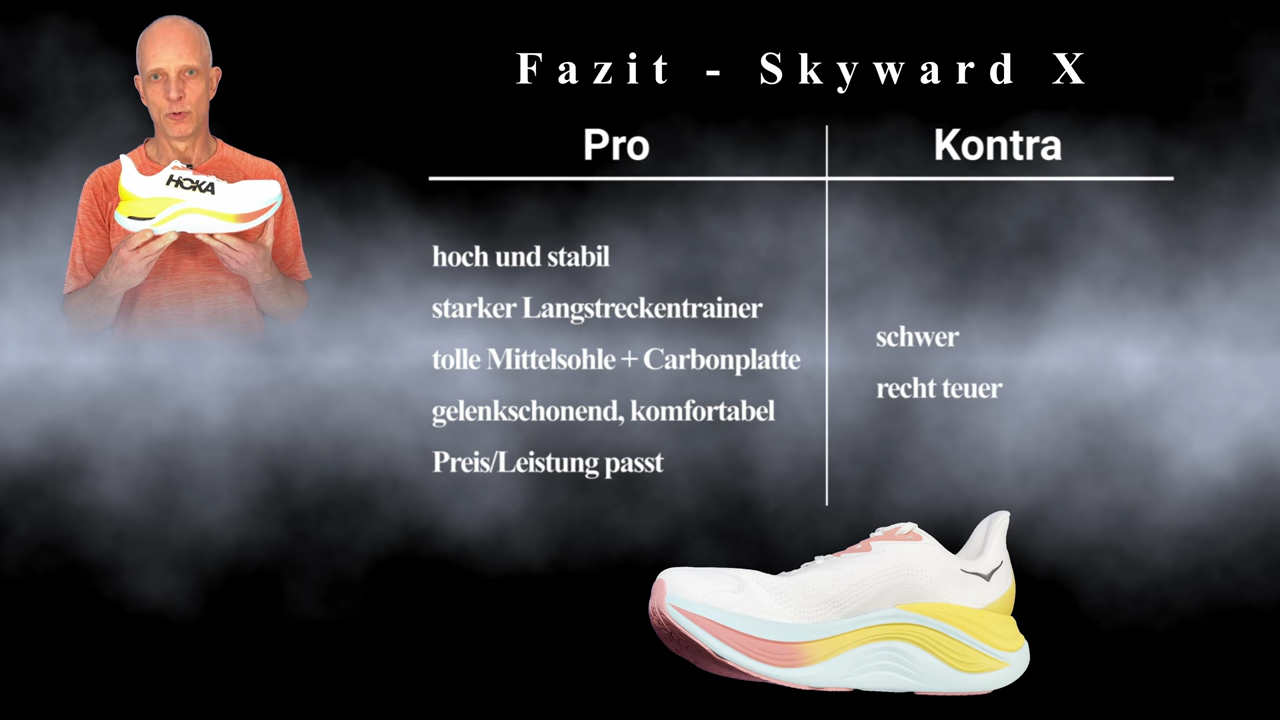 Fazit - Skyward X
Pro
Kontra
hoch und stabil
starker Langstreckentrainer
tolle Mittelsohle + Carbonplatte
gelenkschonend, komfortabel
Preis/Leistung passt
schwer
recht teuer
HOKA